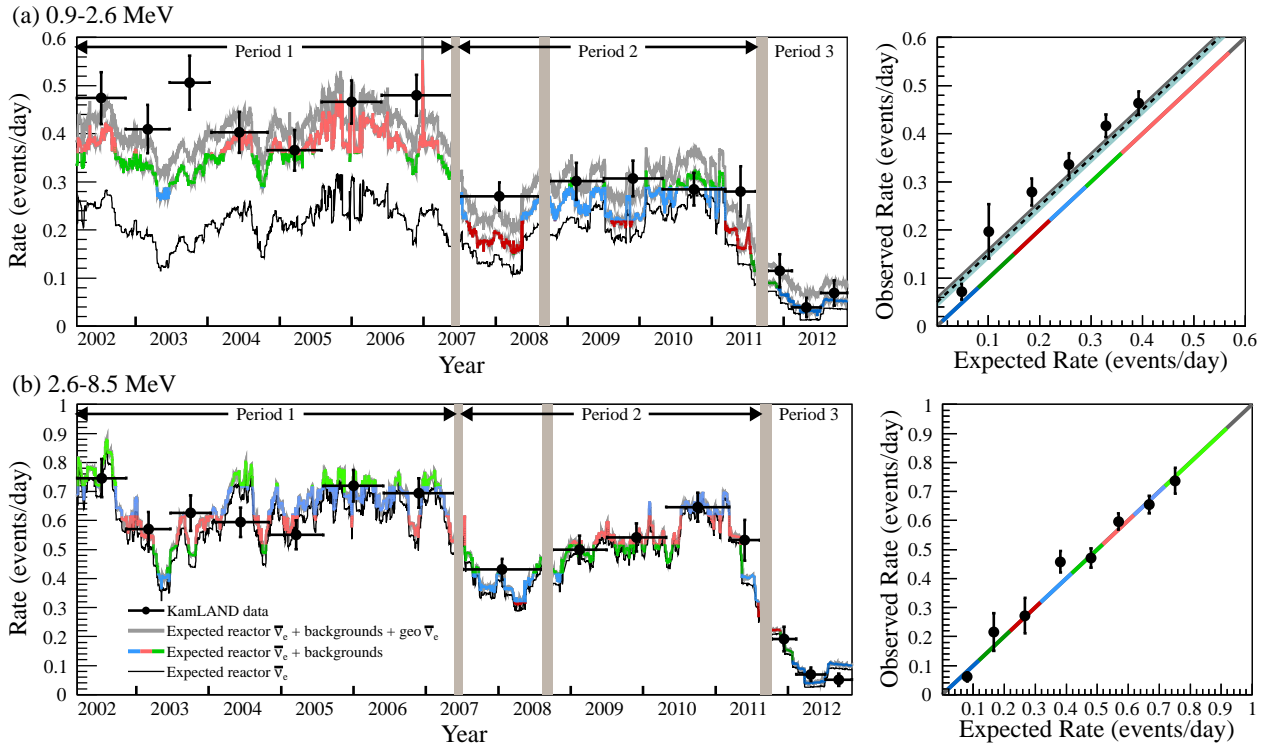 (a) 0.9-2.6 MeV
Rate (events/day)
0.6
0.5
0.4
0.3
0.2
0.1
0
Period 1
Period 2
Period 3
2002 2003 2004 2005 2006 2007 2008 2009 2010 2011 2012
Year
Observed Rate (events/day)
0.6
0.5
0.4
0.3
0.2
0.1
0
0.1 0.2 0.3 0.4 0.5 0.6
Expected Rate (events/day)
(b) 2.6-8.5 MeV
Rate (events/day)
1
0.9
0.8
0.7
0.6
0.5
0.4
0.3
0.2
0.1
0
Period 1
Period 2
Period 3
KamLAND data
Expected reactor ν̅e + backgrounds + geo ν̅e
Expected reactor ν̅e + backgrounds
Expected reactor ν̅e
2002 2003 2004 2005 2006 2007 2008 2009 2010 2011 2012
Year
Observed Rate (events/day)
1
0.9
0.8
0.7
0.6
0.5
0.4
0.3
0.2
0.1
0
0.1 0.2 0.3 0.4 0.5 0.6 0.7 0.8 0.9 1
Expected Rate (events/day)